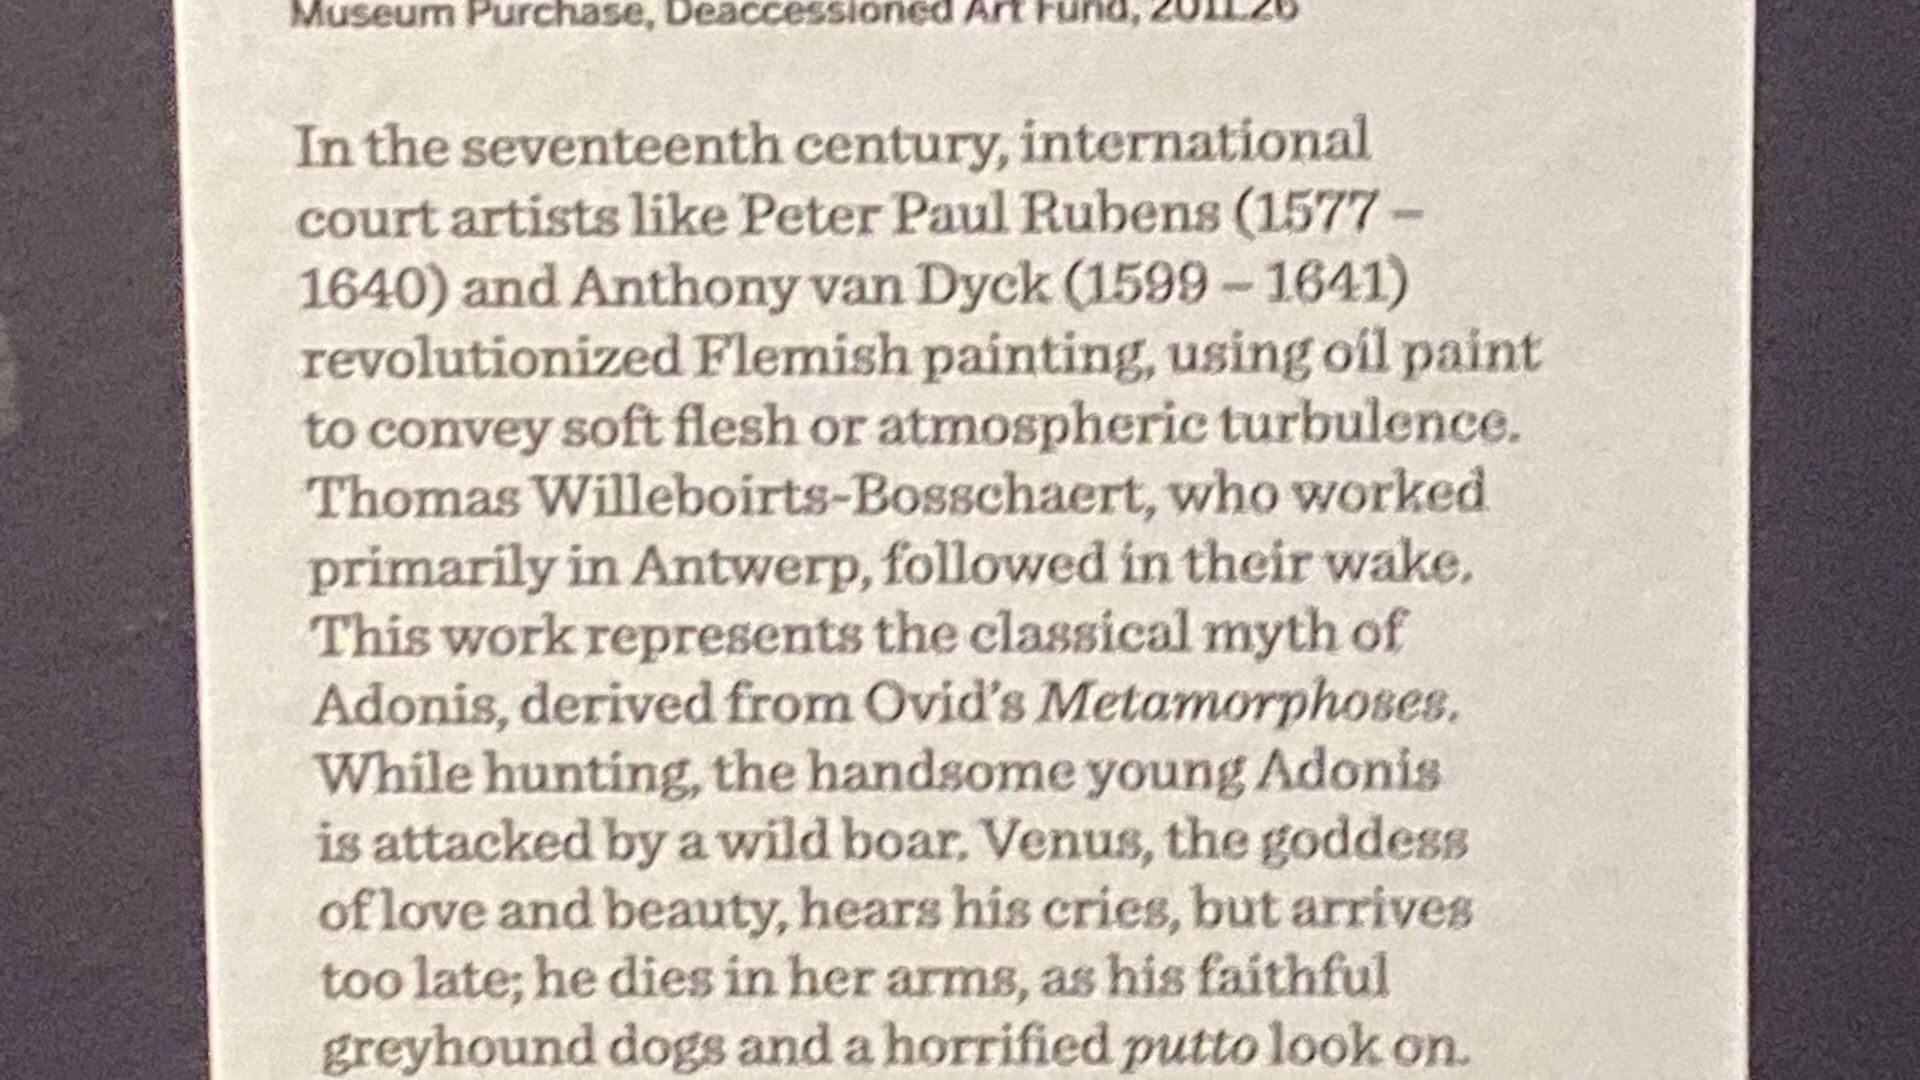 Museum Purchase, Deaccessioned Art Fund, 2011.26
In the seventeenth century, international
court artists like Peter Paul Rubens (1577 –
1640) and Anthony van Dyck (1599 – 1641)
revolutionized Flemish painting, using oil paint
to convey soft flesh or atmospheric turbulence.
Thomas Willeboirts-Bosschaert, who worked
primarily in Antwerp, followed in their wake.
This work represents the classical myth of
Adonis, derived from Ovid's Metamorphoses.
While hunting, the handsome young Adonis
is attacked by a wild boar. Venus, the goddess
of love and beauty, hears his cries, but arrives
too late; he dies in her arms, as his faithful
greyhound dogs and a horrified putto look on.